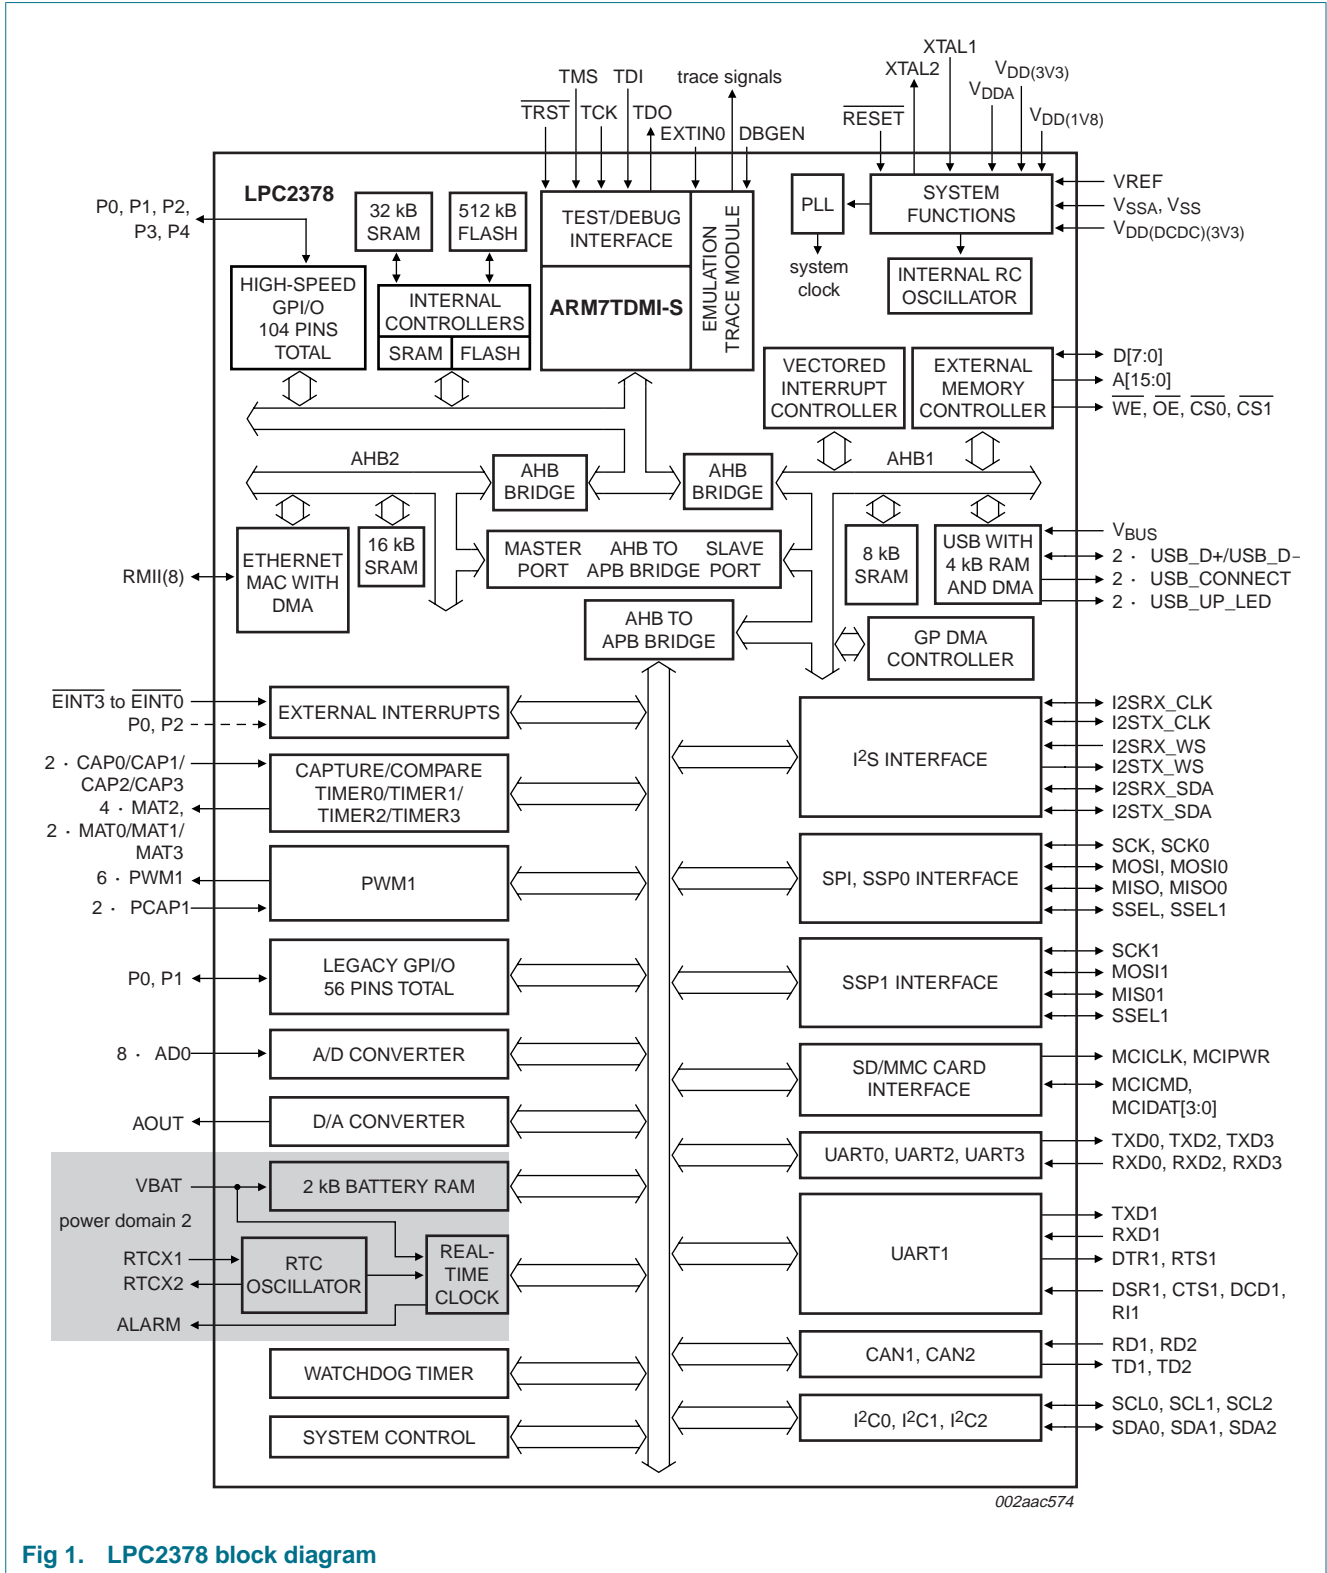 XTAL1
XTAL2
VDD(3V3)
VDDA
VDD(1V8)
RESET
TMS TDI trace signals
TRST TCK TDO
EXTIN0 DBGEN
LPC2378
P0, P1, P2,
P3, P4
32 kB
SRAM
512 kB
FLASH
TEST/DEBUG
INTERFACE
ARM7TDMI-S
EMULATION
TRACE MODULE
PLL
system
clock
SYSTEM
FUNCTIONS
VREF
VSSA, VSS
VDD(DCDC)(3V3)
INTERNAL RC
OSCILLATOR
HIGH-SPEED
GPI/O
104 PINS
TOTAL
INTERNAL
CONTROLLERS
SRAM FLASH
VECTORED
INTERRUPT
CONTROLLER
EXTERNAL
MEMORY
CONTROLLER
D[7:0]
A[15:0]
WE, OE, CS0, CS1
AHB2
AHB
BRIDGE
AHB
BRIDGE
AHB1
RMII(8)
ETHERNET
MAC WITH
DMA
16 kB
SRAM
MASTER AHB TO SLAVE
PORT APB BRIDGE PORT
8 kB
SRAM
USB WITH
4 kB RAM
AND DMA
VBUS
2 · USB_D+/USB_D−
2 · USB_CONNECT
2 · USB_UP_LED
AHB TO
APB BRIDGE
GP DMA
CONTROLLER
EINT3 to EINT0
P0, P2
EXTERNAL INTERRUPTS
2 · CAP0/CAP1/
CAP2/CAP3
4 · MAT2,
2 · MAT0/MAT1/
MAT3
CAPTURE/COMPARE
TIMER0/TIMER1/
TIMER2/TIMER3
6 · PWM1
2 · PCAP1
PWM1
P0, P1
LEGACY GPI/O
56 PINS TOTAL
8 · AD0
A/D CONVERTER
AOUT
D/A CONVERTER
VBAT
2 kB BATTERY RAM
power domain 2
RTCX1
RTCX2
RTC
OSCILLATOR
REAL-
TIME
CLOCK
ALARM
WATCHDOG TIMER
SYSTEM CONTROL
I2S INTERFACE
I2SRX_CLK
I2STX_CLK
I2SRX_WS
I2STX_WS
I2SRX_SDA
I2STX_SDA
SPI, SSP0 INTERFACE
SCK, SCK0
MOSI, MOSI0
MISO, MISO0
SSEL, SSEL1
SSP1 INTERFACE
SCK1
MOSI1
MIS01
SSEL1
SD/MMC CARD
INTERFACE
MCICLK, MCIPWR
MCICMD,
MCIDAT[3:0]
UART0, UART2, UART3
TXD0, TXD2, TXD3
RXD0, RXD2, RXD3
UART1
TXD1
RXD1
DTR1, RTS1
DSR1, CTS1, DCD1,
RI1
CAN1, CAN2
RD1, RD2
TD1, TD2
I2C0, I2C1, I2C2
SCL0, SCL1, SCL2
SDA0, SDA1, SDA2
002aac574
Fig 1. LPC2378 block diagram